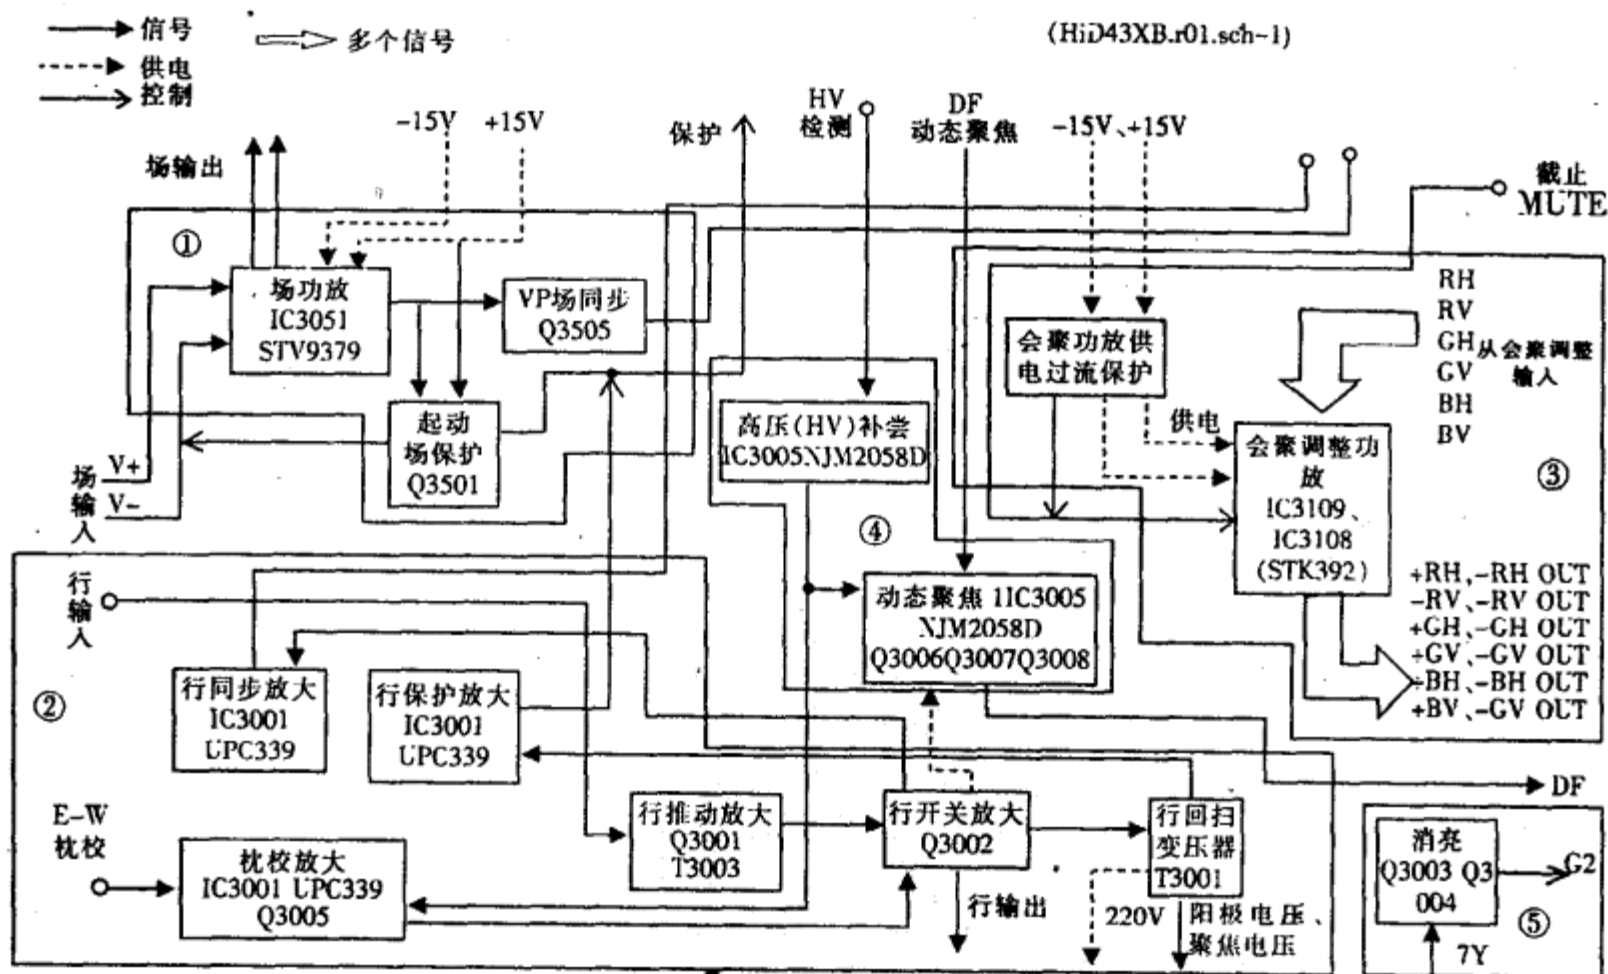 信号
多个信号
供电
控制
(HiD43XB.r01.sch-1)
-15V
+15V
场输出
保护
HV
检测
DF
动态聚焦
-15V、+15V
截止
MUTE
①
场功放
IC3051
STV9379
VP场同步
Q3505
起动
场保护
Q3501
场
输
入
V+
V-
高压(HV)补尝
IC3005NJM2058D
④
动态聚焦 1IC3005
NJM2058D
Q3006Q3007Q3008
会聚功放供
电过流保护
供电
RH
RV
GH
GV
BH
BV
从会聚调整
输入
③
会聚调整功
放
IC3109、
IC3108
(STK392)
+RH、-RH OUT
-RV、-RV OUT
+GH、-GH OUT
+GV、-GV OUT
-BH、-BH OUT
+BV、-GV OUT
DF
行
输
入
②
行同步放大
IC3001
UPC339
行保护放大
IC3001
UPC339
E-W
枕校
枕校放大
IC3001 UPC339
Q3005
行推动放大
Q3001
T3003
行开关放大
Q3002
行输出
行回扫
变压器
T3001
220V
阳极电压、
聚焦电压
消亮
Q3003 Q3
004
G2
⑤
7Y